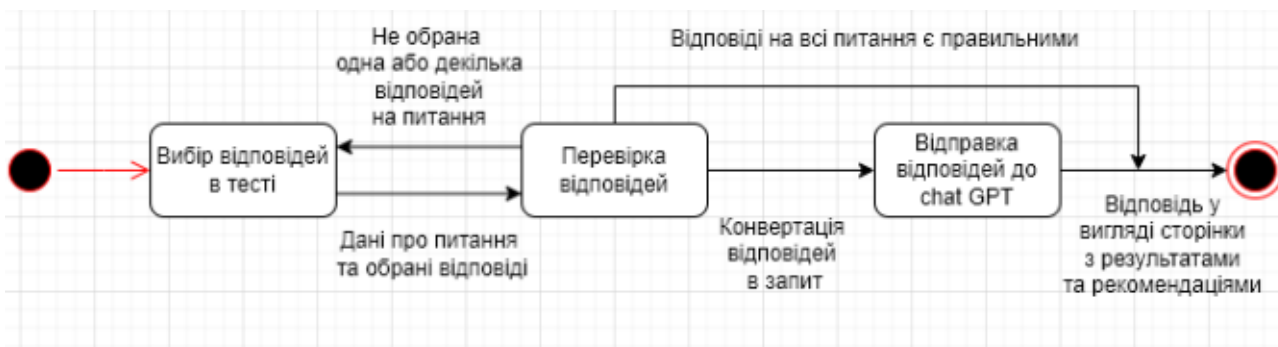 Не обрана
одна або декілька
відповідей
на питання
Відповіді на всі питання є правильними
Вибір відповідей
в тесті
Перевірка
відповідей
Відправка
відповідей до
chat GPT
Дані про питання
та обрані відповіді
Конвертація
відповідей
в запит
Відповідь у
вигляді сторінки
з результатами
та рекомендаціями